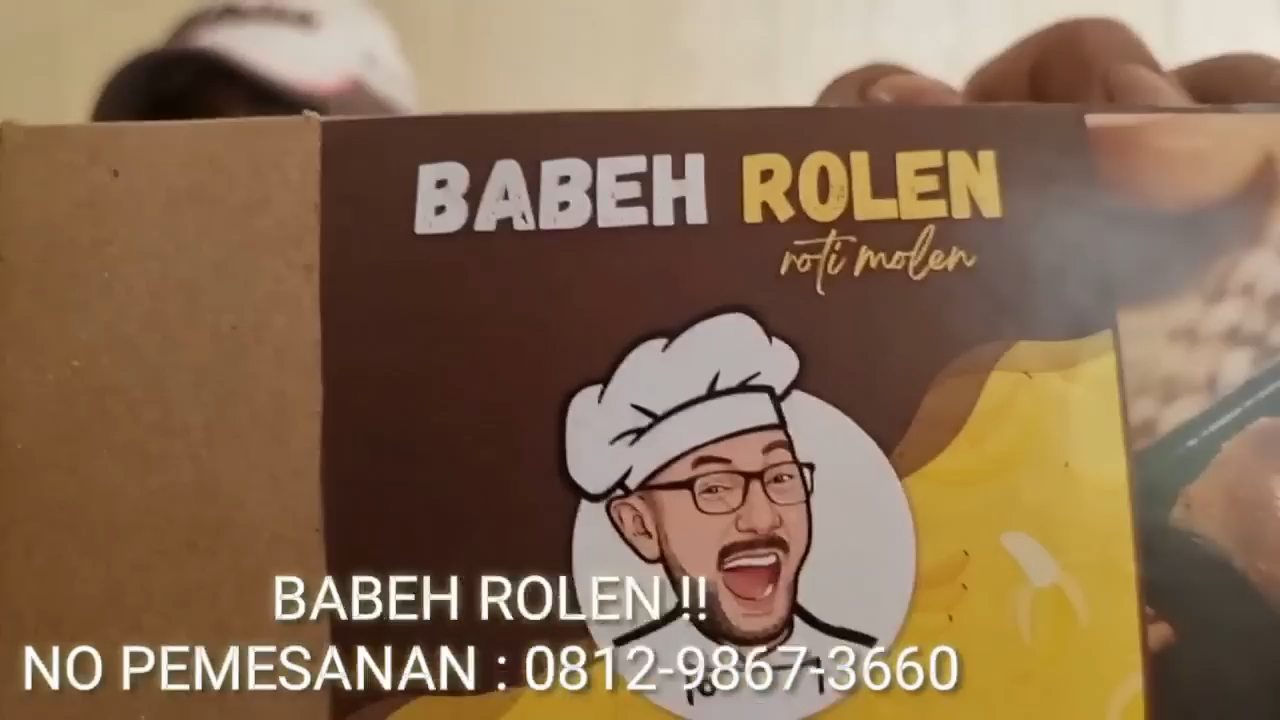 BABEH ROLEN
roti molen
BABEH ROLEN !!
NO PEMESANAN : 0812-9867-3660